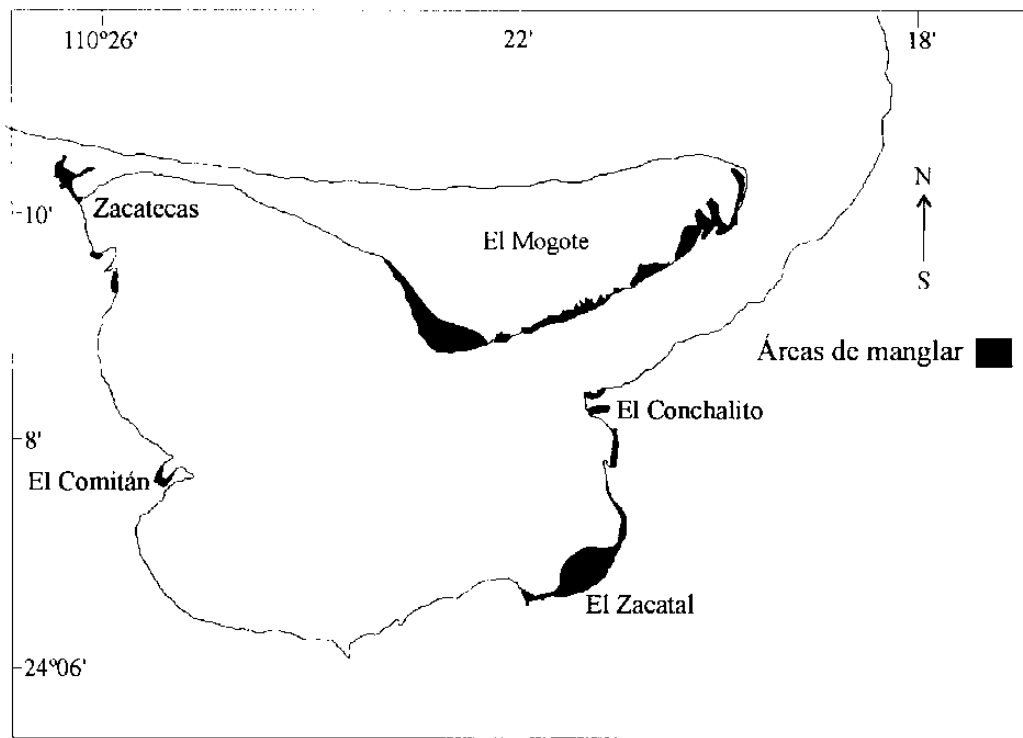 110°26'
22'
18'
10'
Zacatecas
El Mogote
N
S
Áreas de manglar
El Conchalito
8'
El Comitán
El Zacatal
24°06'